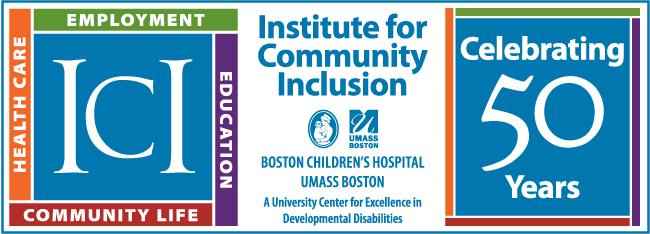 EMPLOYMENT
HEALTH CARE
ICI
EDUCATION
COMMUNITY LIFE
Institute for
Community
Inclusion
UMASS
BOSTON
BOSTON CHILDREN'S HOSPITAL
UMASS BOSTON
A University Center for Excellence in
Developmental Disabilities
Celebrating
50
Years